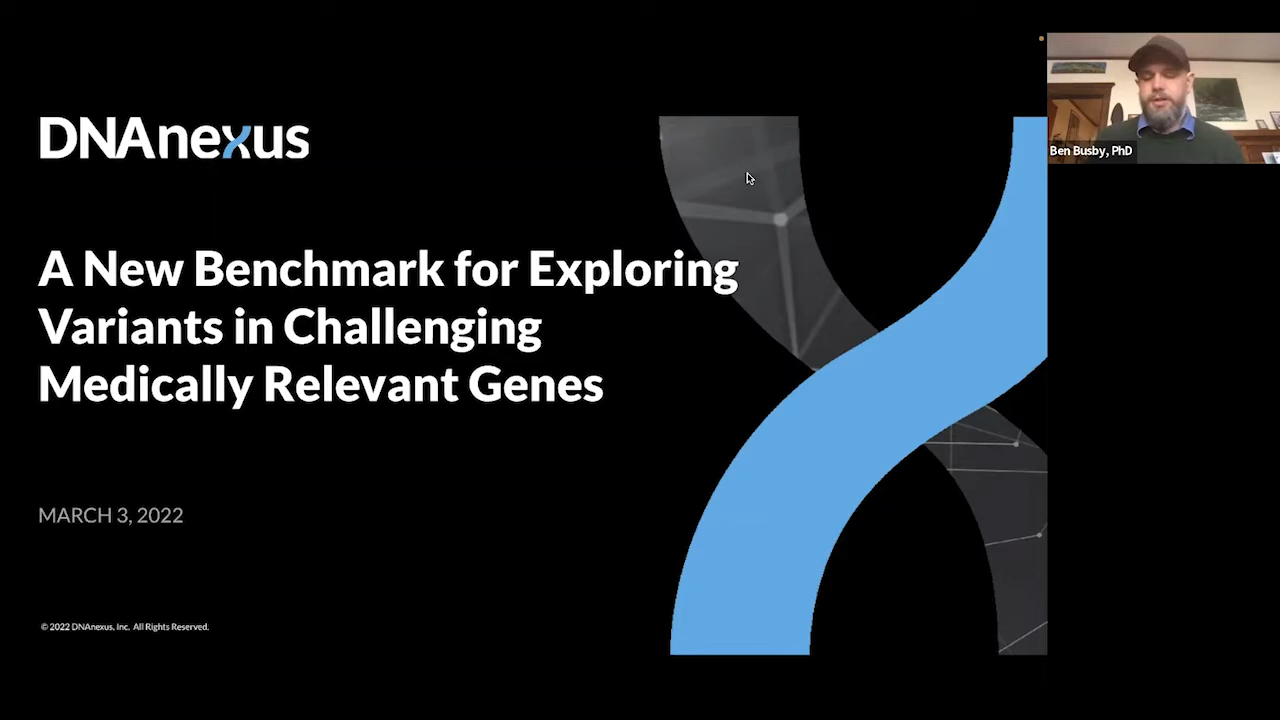 DNAnexus
A New Benchmark for Exploring
Variants in Challenging
Medically Relevant Genes
MARCH 3, 2022
© 2022 DNAnexus, Inc. All Rights Reserved.
Ben Busby, PhD